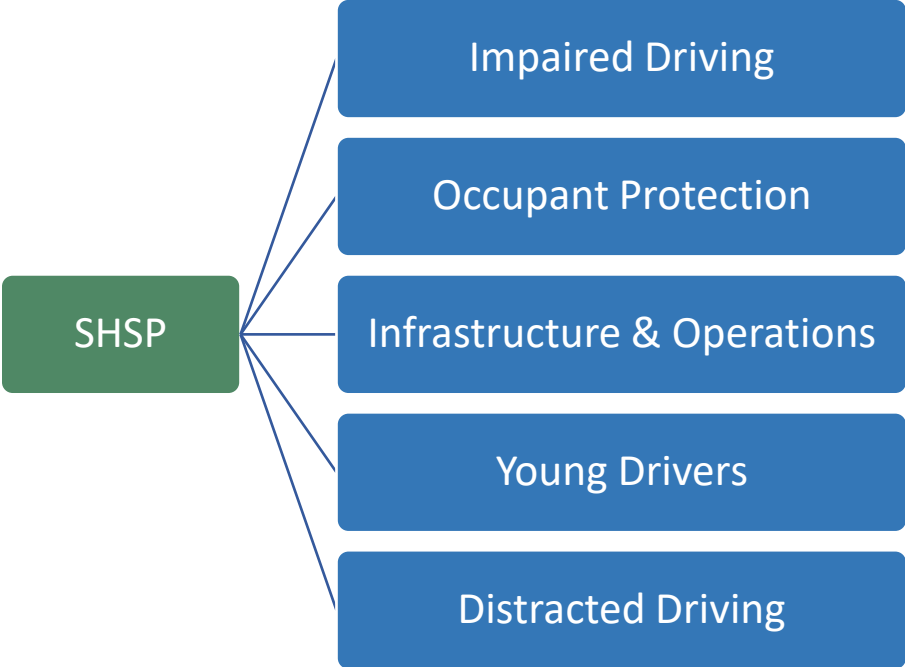 Impaired Driving
Occupant Protection
SHSP
Infrastructure & Operations
Young Drivers
Distracted Driving